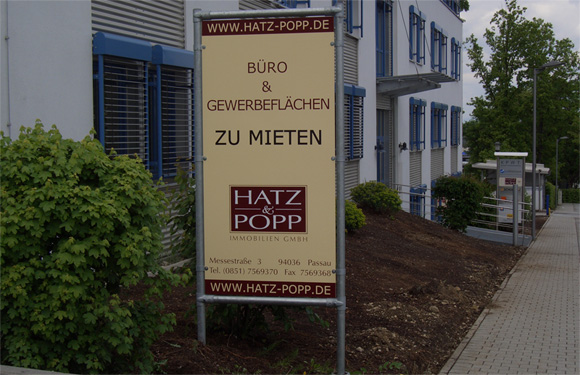 WWW.HATZ-POPP.DE
BÜRO
&
GEWERBEFLÄCHEN
ZU MIETEN
HATZ
&
POPP
IMMOBILIEN GMBH
Messestraße 3 94036 Passau
Tel. (0851) 7569370 Fax 7569368
WWW.HATZ-POPP.DE